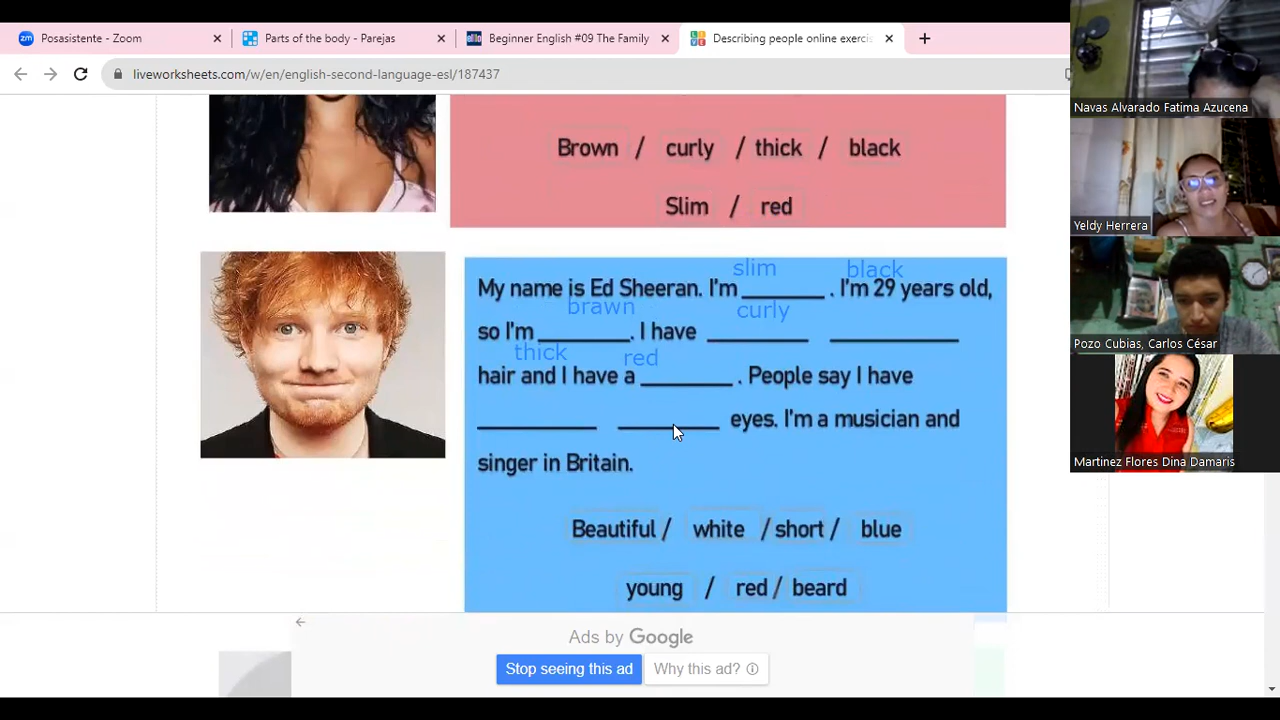 Posasistente - Zoom
Parts of the body - Parejas
Beginner English #09 The Family
Describing people online exerci
liveworksheets.com/w/en/english-second-language-esl/187437
Brown / curly / thick / black
Slim / red
slim black
My name is Ed Sheeran. I'm ________ . I'm 29 years old,
brawn curly
so I'm ________. I have ________ ________
thick red
hair and I have a ________ . People say I have
________ ________ eyes. I'm a musician and
singer in Britain.
Beautiful / white / short / blue
young / red / beard
Ads by Google
Stop seeing this ad
Why this ad?
Navas Alvarado Fatima Azucena
Yeldy Herrera
Pozo Cubias, Carlos César
Martinez Flores Dina Damaris